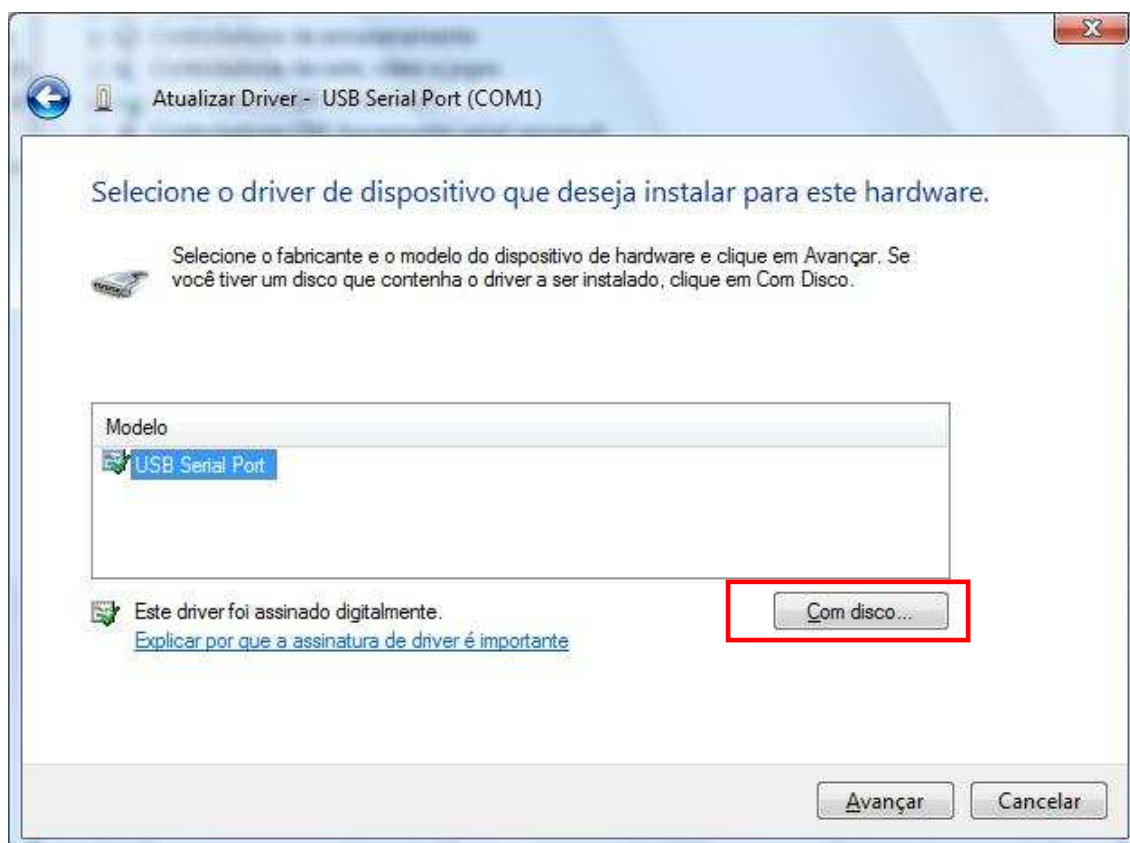 Atualizar Driver - USB Serial Port (COM1)
Selecione o driver de dispositivo que deseja instalar para este hardware.
Selecione o fabricante e o modelo do dispositivo de hardware e clique em Avançar. Se
você tiver um disco que contenha o driver a ser instalado, clique em Com Disco.
Modelo
USB Serial Port
Este driver foi assinado digitalmente.
Com disco...
Explicar por que a assinatura de driver é importante
Avançar
Cancelar